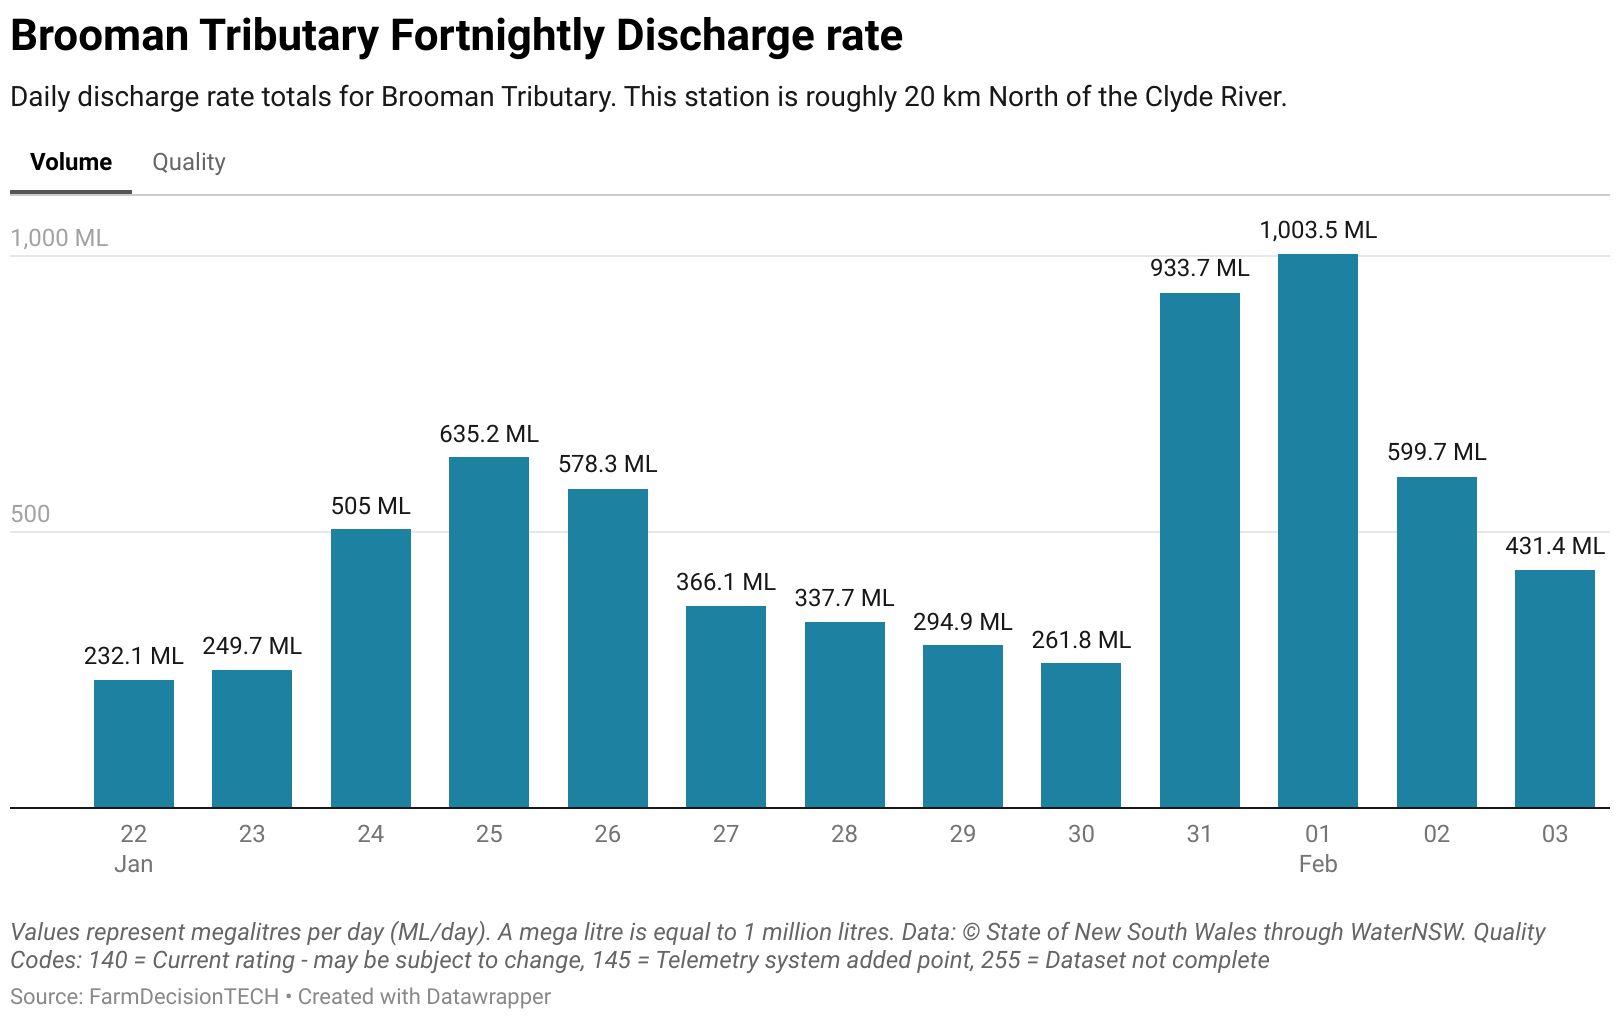 Brooman Tributary Fortnightly Discharge rate
Daily discharge rate totals for Brooman Tributary. This station is roughly 20 km North of the Clyde River.
Volume Quality
1,000 ML
500
232.1 ML
249.7 ML
505 ML
635.2 ML
578.3 ML
366.1 ML
337.7 ML
294.9 ML
261.8 ML
933.7 ML
1,003.5 ML
599.7 ML
431.4 ML
22 23 24 25 26 27 28 29 30 31 01 02 03
Jan Feb
Values represent megalitres per day (ML/day). A mega litre is equal to 1 million litres. Data: © State of New South Wales through WaterNSW. Quality
Codes: 140 = Current rating - may be subject to change, 145 = Telemetry system added point, 255 = Dataset not complete
Source: FarmDecisionTECH • Created with Datawrapper